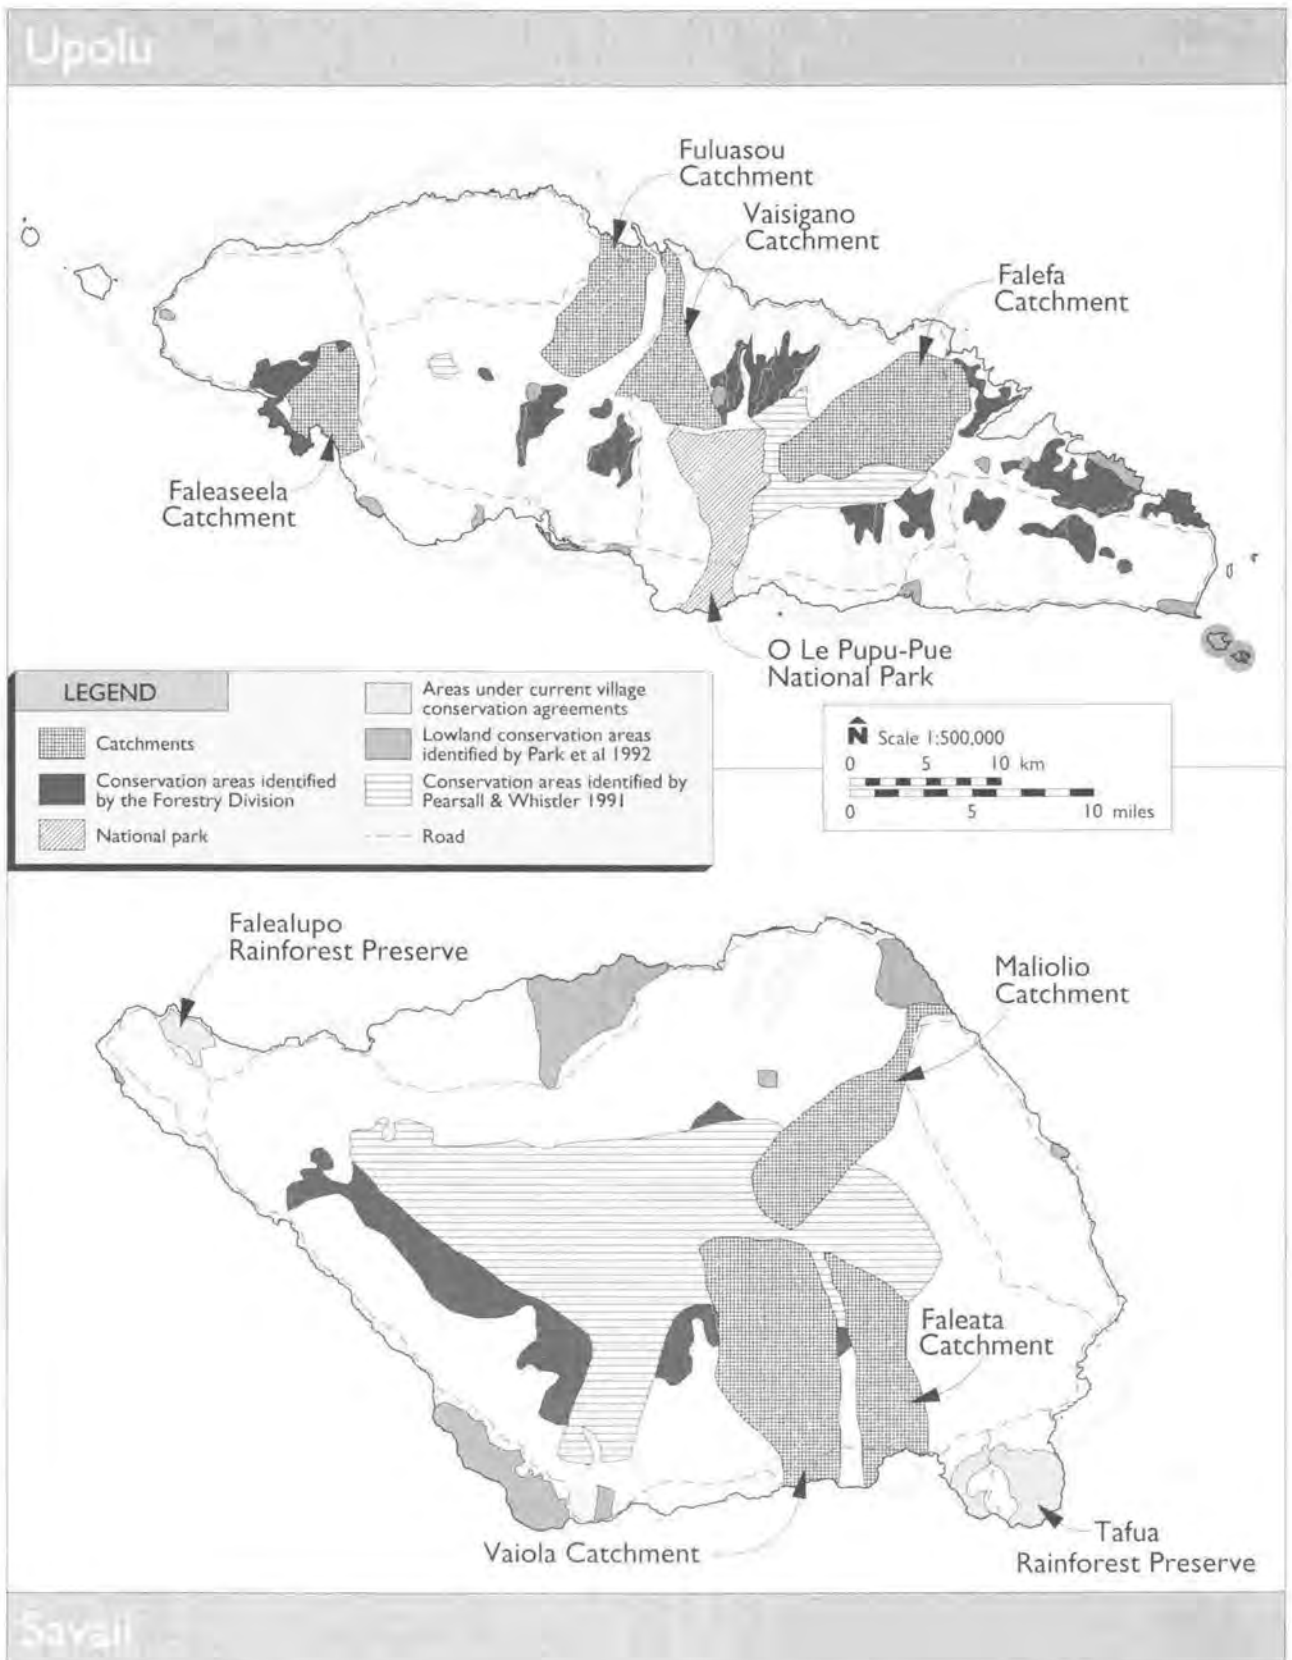 Upolu
Fuluasou
Catchment
Vaisigano
Catchment
Falefa
Catchment
Faleaseela
Catchment
O Le Pupu-Pue
National Park
LEGEND
Catchments
Conservation areas identified
by the Forestry Division
National park
Areas under current village
conservation agreements
Lowland conservation areas
identified by Park et al 1992
Conservation areas identified by
Pearsall & Whistler 1991
Road
N Scale 1:500,000
0 5 10 km
0 5 10 miles
Falealupo
Rainforest Preserve
Maliolio
Catchment
Faleata
Catchment
Vaiola Catchment
Tafua
Rainforest Preserve
Savaii